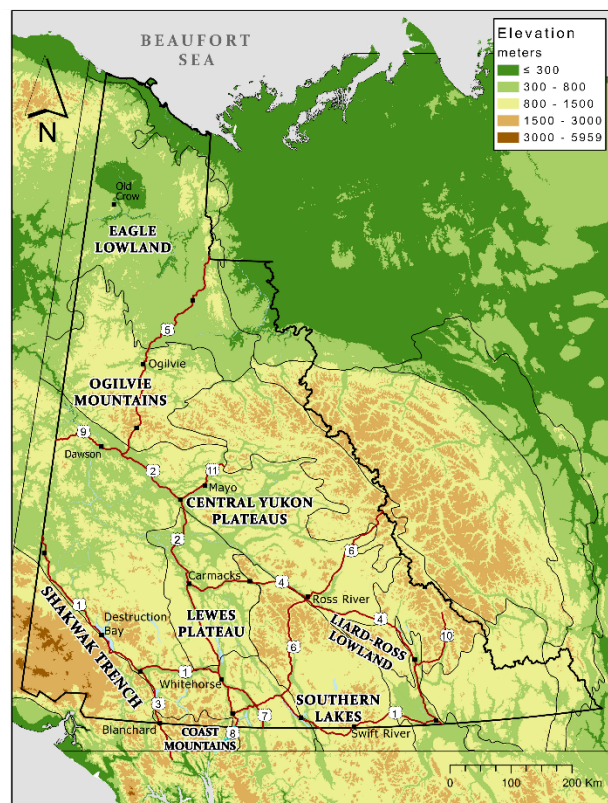 BEAUFORT
SEA
Elevation
meters
≤ 300
300 - 800
800 - 1500
1500 - 3000
3000 - 5959
N
Old
Crow
EAGLE
LOWLAND
5
Ogilvie
OGILVIE
MOUNTAINS
9
Dawson
2
11
Mayo
CENTRAL YUKON
PLATEAUS
2
6
Carmacks
4
Ross River
SHAKWAK TRENCH
1
Destruction
Bay
LEWES
PLATEAU
4
LIARD-ROSS
LOWLAND
10
6
1
Whitehorse
SOUTHERN
LAKES
3
Blanchard
COAST
MOUNTAINS
8
7
1
Swift River
0 100 200 Km